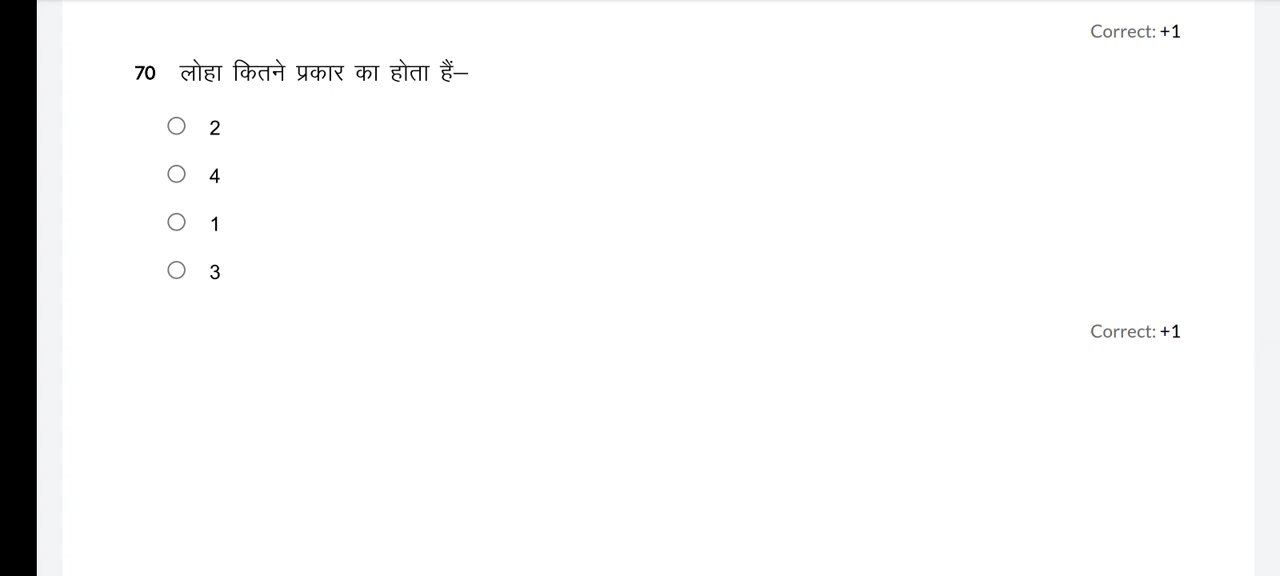 Correct: +1
70 लोहा कितने प्रकार का होता हैं–
2
4
1
3
Correct: +1